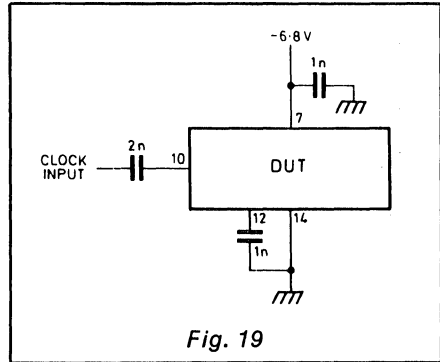 -6·8V
1n
7
2n
CLOCK
INPUT
10
DUT
12
14
1n
Fig. 19